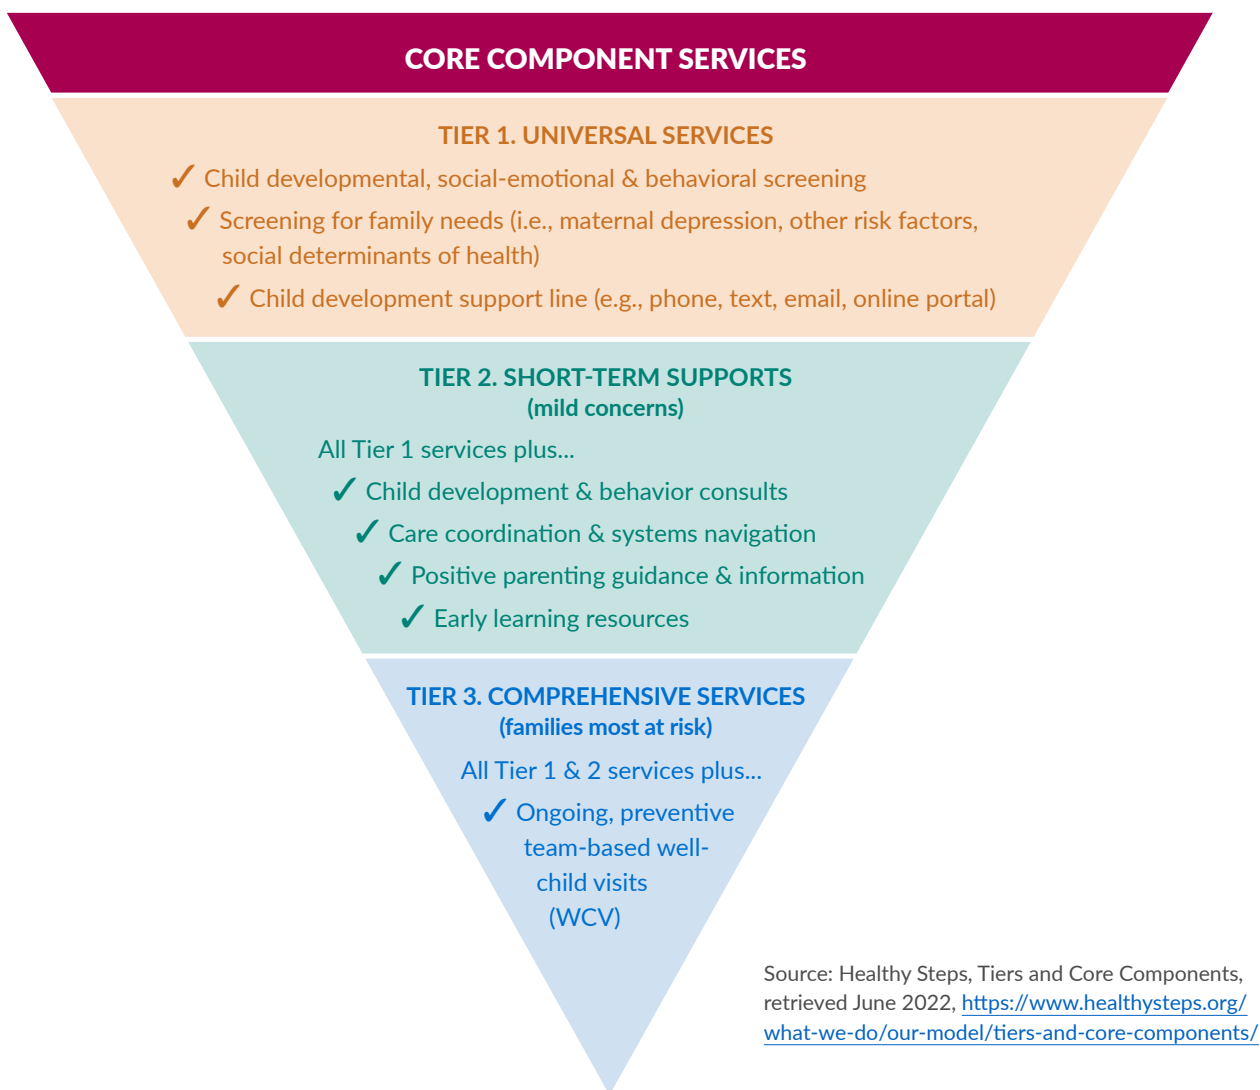 CORE COMPONENT SERVICES
TIER 1. UNIVERSAL SERVICES
✓ Child developmental, social-emotional & behavioral screening
✓ Screening for family needs (i.e., maternal depression, other risk factors,
social determinants of health)
✓ Child development support line (e.g., phone, text, email, online portal)
TIER 2. SHORT-TERM SUPPORTS
(mild concerns)
All Tier 1 services plus...
✓ Child development & behavior consults
✓ Care coordination & systems navigation
✓ Positive parenting guidance & information
✓ Early learning resources
TIER 3. COMPREHENSIVE SERVICES
(families most at risk)
All Tier 1 & 2 services plus...
✓ Ongoing, preventive
team-based well-
child visits
(WCV)
Source: Healthy Steps, Tiers and Core Components,
retrieved June 2022, https://www.healthysteps.org/
what-we-do/our-model/tiers-and-core-components/